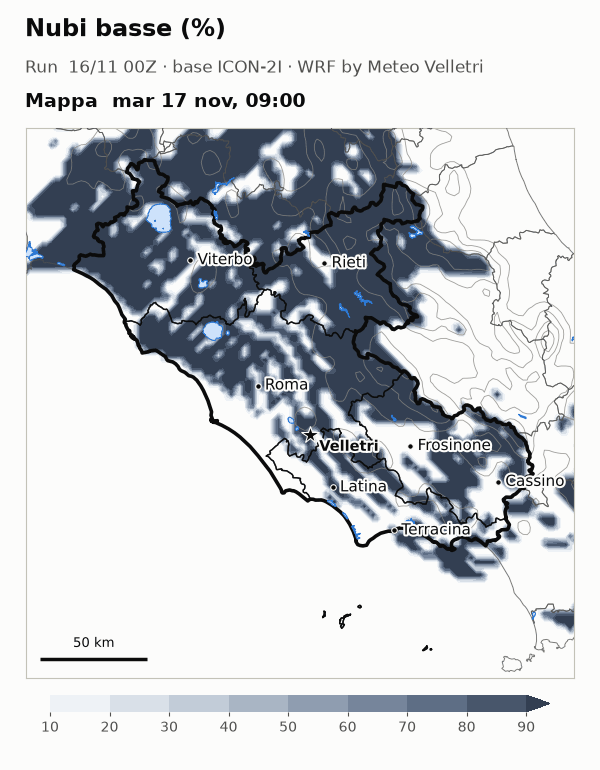 Nubi basse (%)
Run  16/11 00Z · base ICON-2I · WRF by Meteo Velletri
Mappa  mar 17 nov, 09:00
Viterbo
Rieti
Roma
Velletri
Frosinone
Latina
Cassino
Terracina
50 km
10 20 30 40 50 60 70 80 90